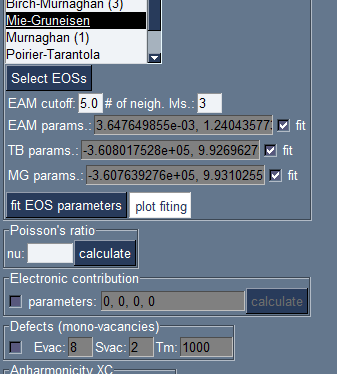 Birch-Murnaghan (3)
Mie-Gruneisen
Murnaghan (1)
Poirier-Tarantola
Select EOSs
EAM cutoff: 5.0 # of neigh. lvls.: 3
EAM params.: 3.647649855e-03, 1.240435773 fit
TB params.: -3.608017528e+05, 9.9269627 fit
MG params.: -3.607639276e+05, 9.9310255 fit
fit EOS parameters plot fiting
Poisson's ratio
nu: calculate
Electronic contribution
parameters: 0, 0, 0, 0 calculate
Defects (mono-vacancies)
Evac: 8 Svac: 2 Tm: 1000
Anharmonicity XC